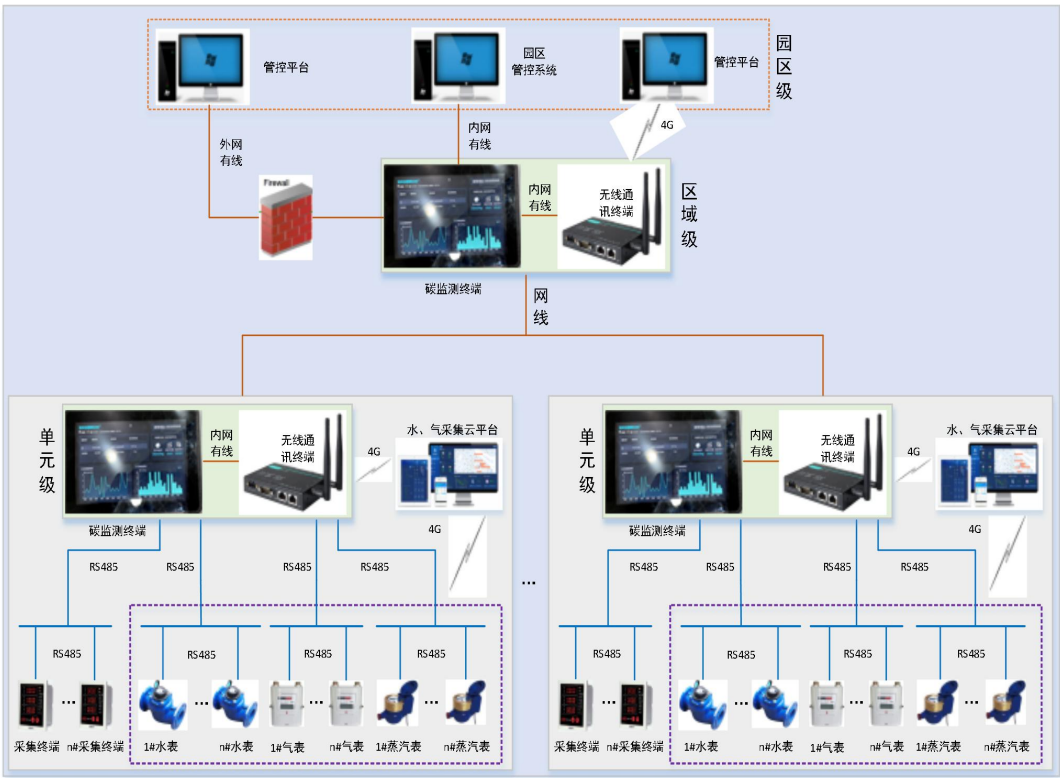 管控平台
园区
管控系统
管控平台
园
区
级
外网
有线
内网
有线
4G
Firewall
内网
有线
无线通
讯终端
区
域
级
碳监测终端
网
线
单
元
级
内网
有线
无线通
讯终端
4G
水、气采集云平台
碳监测终端
4G
RS485
RS485
RS485
RS485
RS485
RS485
RS485
RS485
...
...
...
...
采集终端
n#采集终端
1#水表
n#水表
1#气表
n#气表
1#蒸汽表
n#蒸汽表
...
单
元
级
内网
有线
无线通
讯终端
4G
水、气采集云平台
碳监测终端
4G
RS485
RS485
RS485
RS485
RS485
RS485
RS485
RS485
...
...
...
...
采集终端
n#采集终端
1#水表
n#水表
1#气表
n#气表
1#蒸汽表
n#蒸汽表